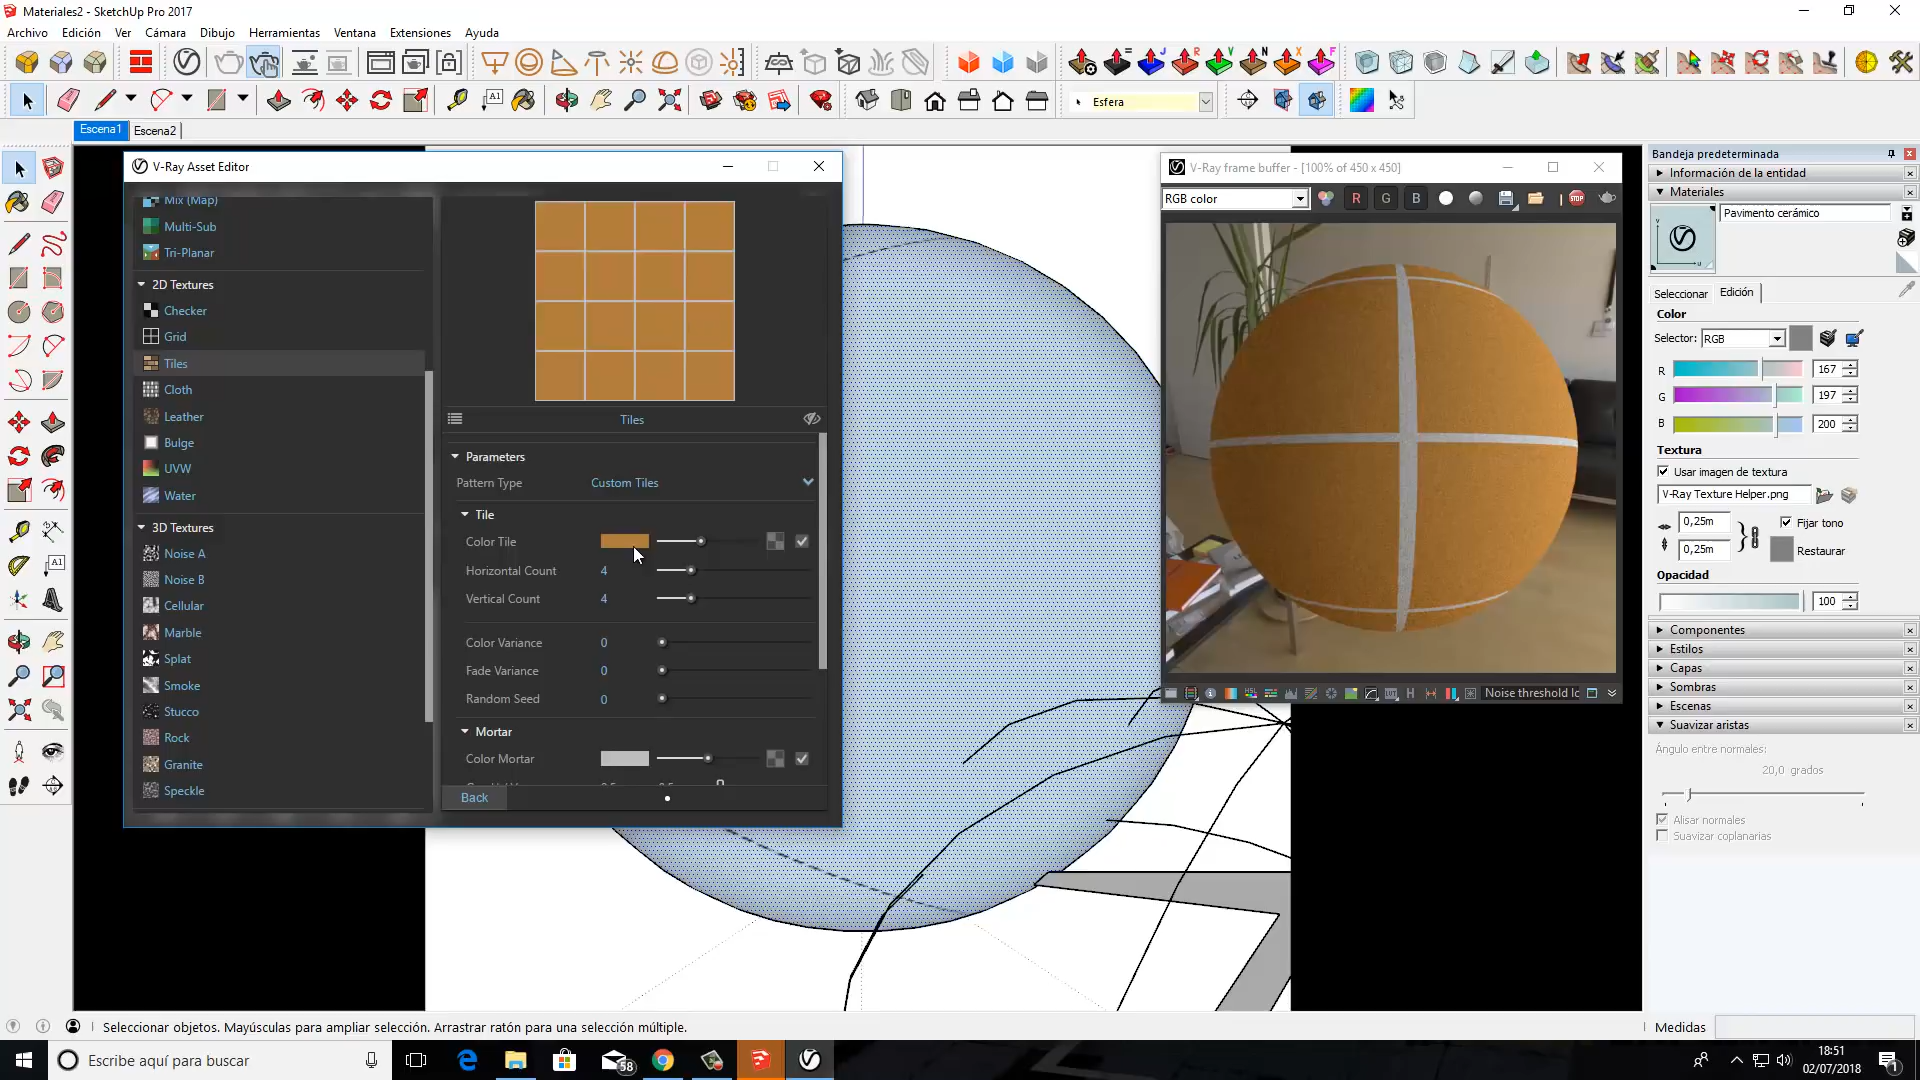 Materiales2 - SketchUp Pro 2017
Archivo Edición Ver Cámara Dibujo Herramientas Ventana Extensiones Ayuda
Esfera
Escena1 Escena2
V-Ray Asset Editor
Mix (Map)
Multi-Sub
Tri-Planar
2D Textures
Checker
Grid
Tiles
Cloth
Leather
Bulge
UVW
Water
3D Textures
Noise A
Noise B
Cellular
Marble
Splat
Smoke
Stucco
Rock
Granite
Speckle
Tiles
Parameters
Pattern Type Custom Tiles
Tile
Color Tile
Horizontal Count 4
Vertical Count 4
Color Variance 0
Fade Variance 0
Random Seed 0
Mortar
Color Mortar
Back
V-Ray frame buffer - [100% of 450 x 450]
RGB color R G B STOP
Noise threshold
Bandeja predeterminada
Información de la entidad
Materiales
Pavimento cerámico
Seleccionar Edición
Color
Selector: RGB
R 167
G 197
B 200
Textura
Usar imagen de textura
V-Ray Texture Helper.png
0,25m Fijar tono
0,25m Restaurar
Opacidad
100
Componentes
Estilos
Capas
Sombras
Escenas
Suavizar aristas
Ángulo entre normales:
20,0 grados
Alisar normales
Suavizar coplanarias
Seleccionar objetos. Mayúsculas para ampliar selección. Arrastrar ratón para una selección múltiple.
Medidas
Escribe aquí para buscar
58
18:51
02/07/2018
1